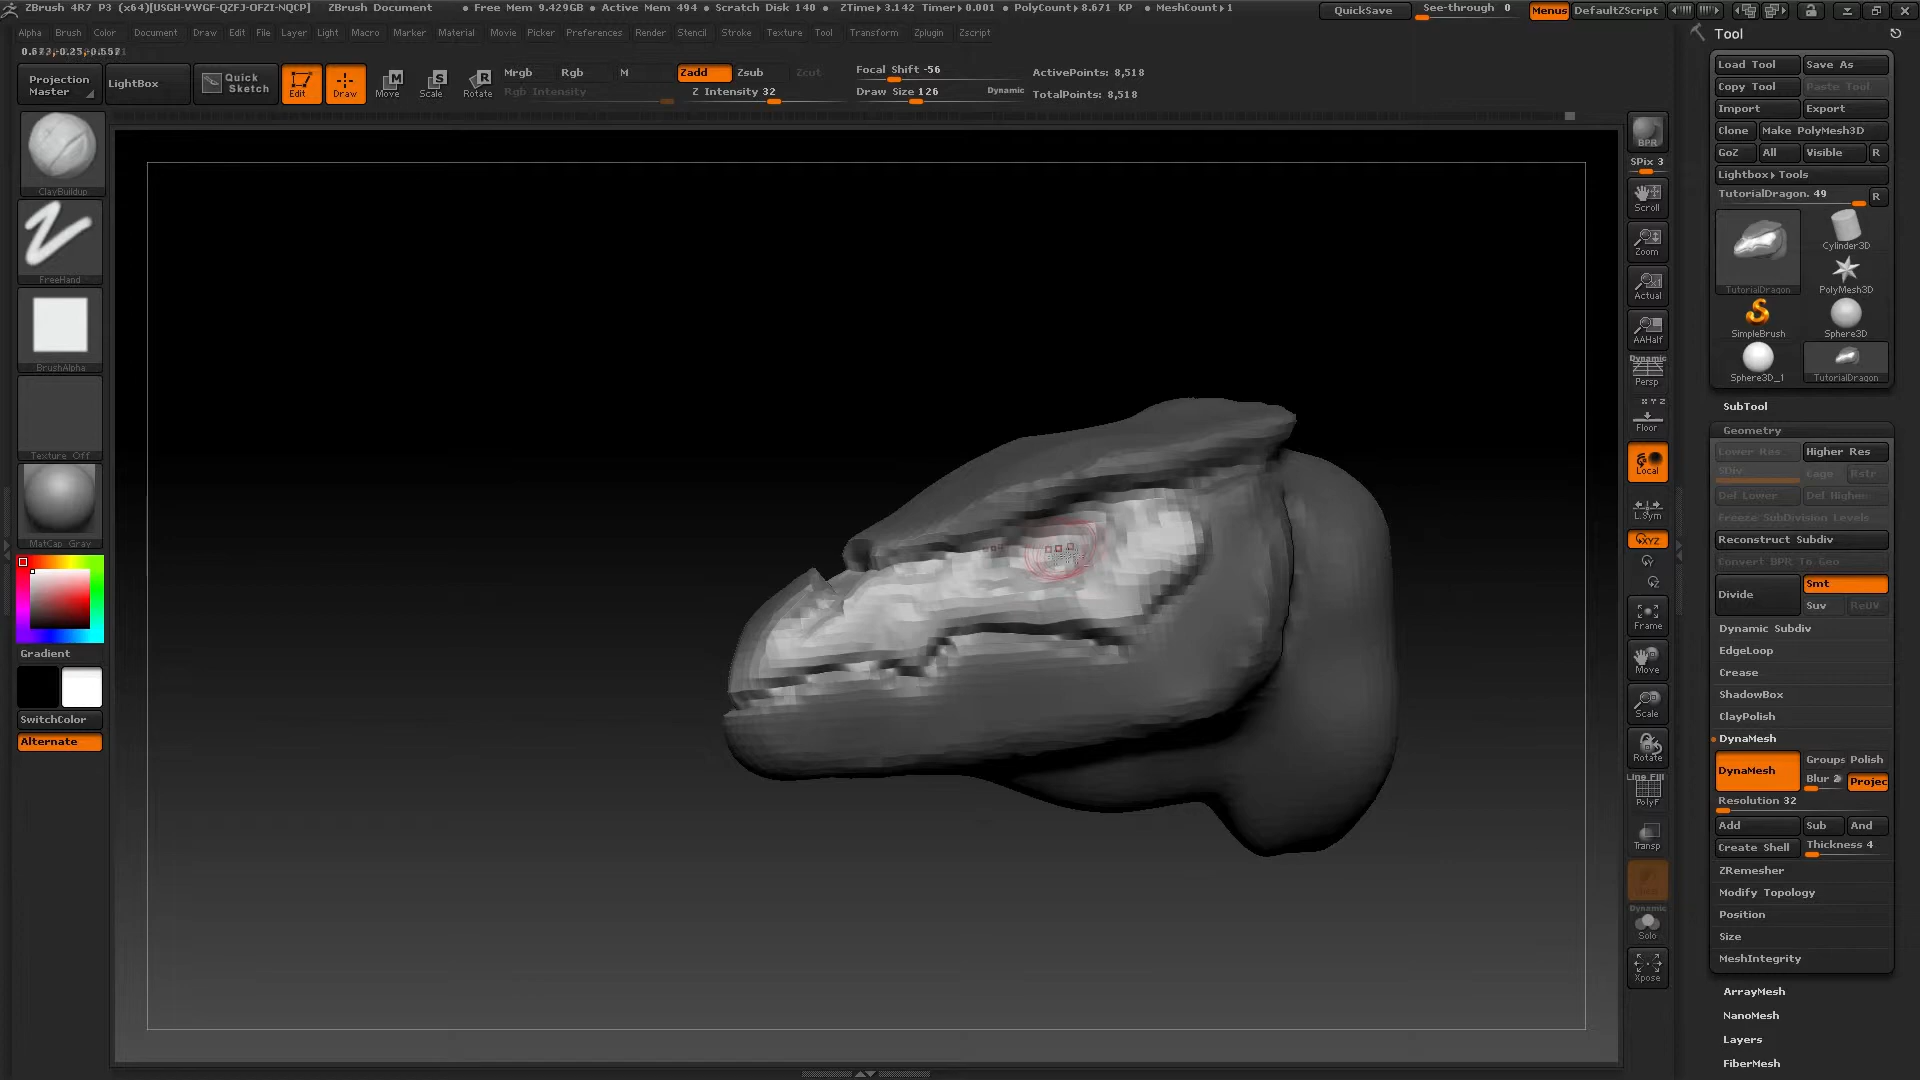 ZBrush 4R7 P3 (x64)[USGH-VWGF-QZFJ-OFZI-NQCP] ZBrush Document • Free Mem 9.429GB • Active Mem 494 • Scratch Disk 140 • ZTime▸3.142 Timer▸0.001 • PolyCount▸8.671 KP • MeshCount▸1 QuickSave See-through 0 Menus DefaultZScript
Alpha Brush Color Document Draw Edit File Layer Light Macro Marker Material Movie Picker Preferences Render Stencil Stroke Texture Tool Transform Zplugin Zscript
Projection Master
LightBox
Quick Sketch
Edit
Draw
Move
Scale
Rotate
Mrgb Rgb M
Rgb Intensity
Zadd Zsub Zcut
Z Intensity 32
Focal Shift -56
Draw Size 126 Dynamic
ActivePoints: 8,518
TotalPoints: 8,518
ClayBuildup
FreeHand
BrushAlpha
Texture Off
MatCap Gray
Gradient
SwitchColor
Alternate
BPR
SPix 3
Scroll
Zoom
Actual
AAHalf
Dynamic
Persp
X Y Z
Floor
Local
L.Sym
XYZ
Y
Z
Frame
Move
Scale
Rotate
Line Fill
PolyF
Transp
Dynamic
Solo
Xpose
Tool
Load Tool Save As
Copy Tool Paste Tool
Import Export
Clone Make PolyMesh3D
GoZ All Visible R
Lightbox▸Tools
TutorialDragon. 49 R
TutorialDragon
Cylinder3D
PolyMesh3D
SimpleBrush
Sphere3D
Sphere3D_1
TutorialDragon
SubTool
Geometry
Lower Res Higher Res
SDiv Cage Rstr
Del Lower Del Higher
Freeze SubDivision Levels
Reconstruct Subdiv
Convert BPR To Geo
Divide Smt
Suv ReUV
Dynamic Subdiv
EdgeLoop
Crease
ShadowBox
ClayPolish
DynaMesh
DynaMesh Groups Polish
Blur 2 Projec
Resolution 32
Add Sub And
Create Shell Thickness 4
ZRemesher
Modify Topology
Position
Size
MeshIntegrity
ArrayMesh
NanoMesh
Layers
FiberMesh